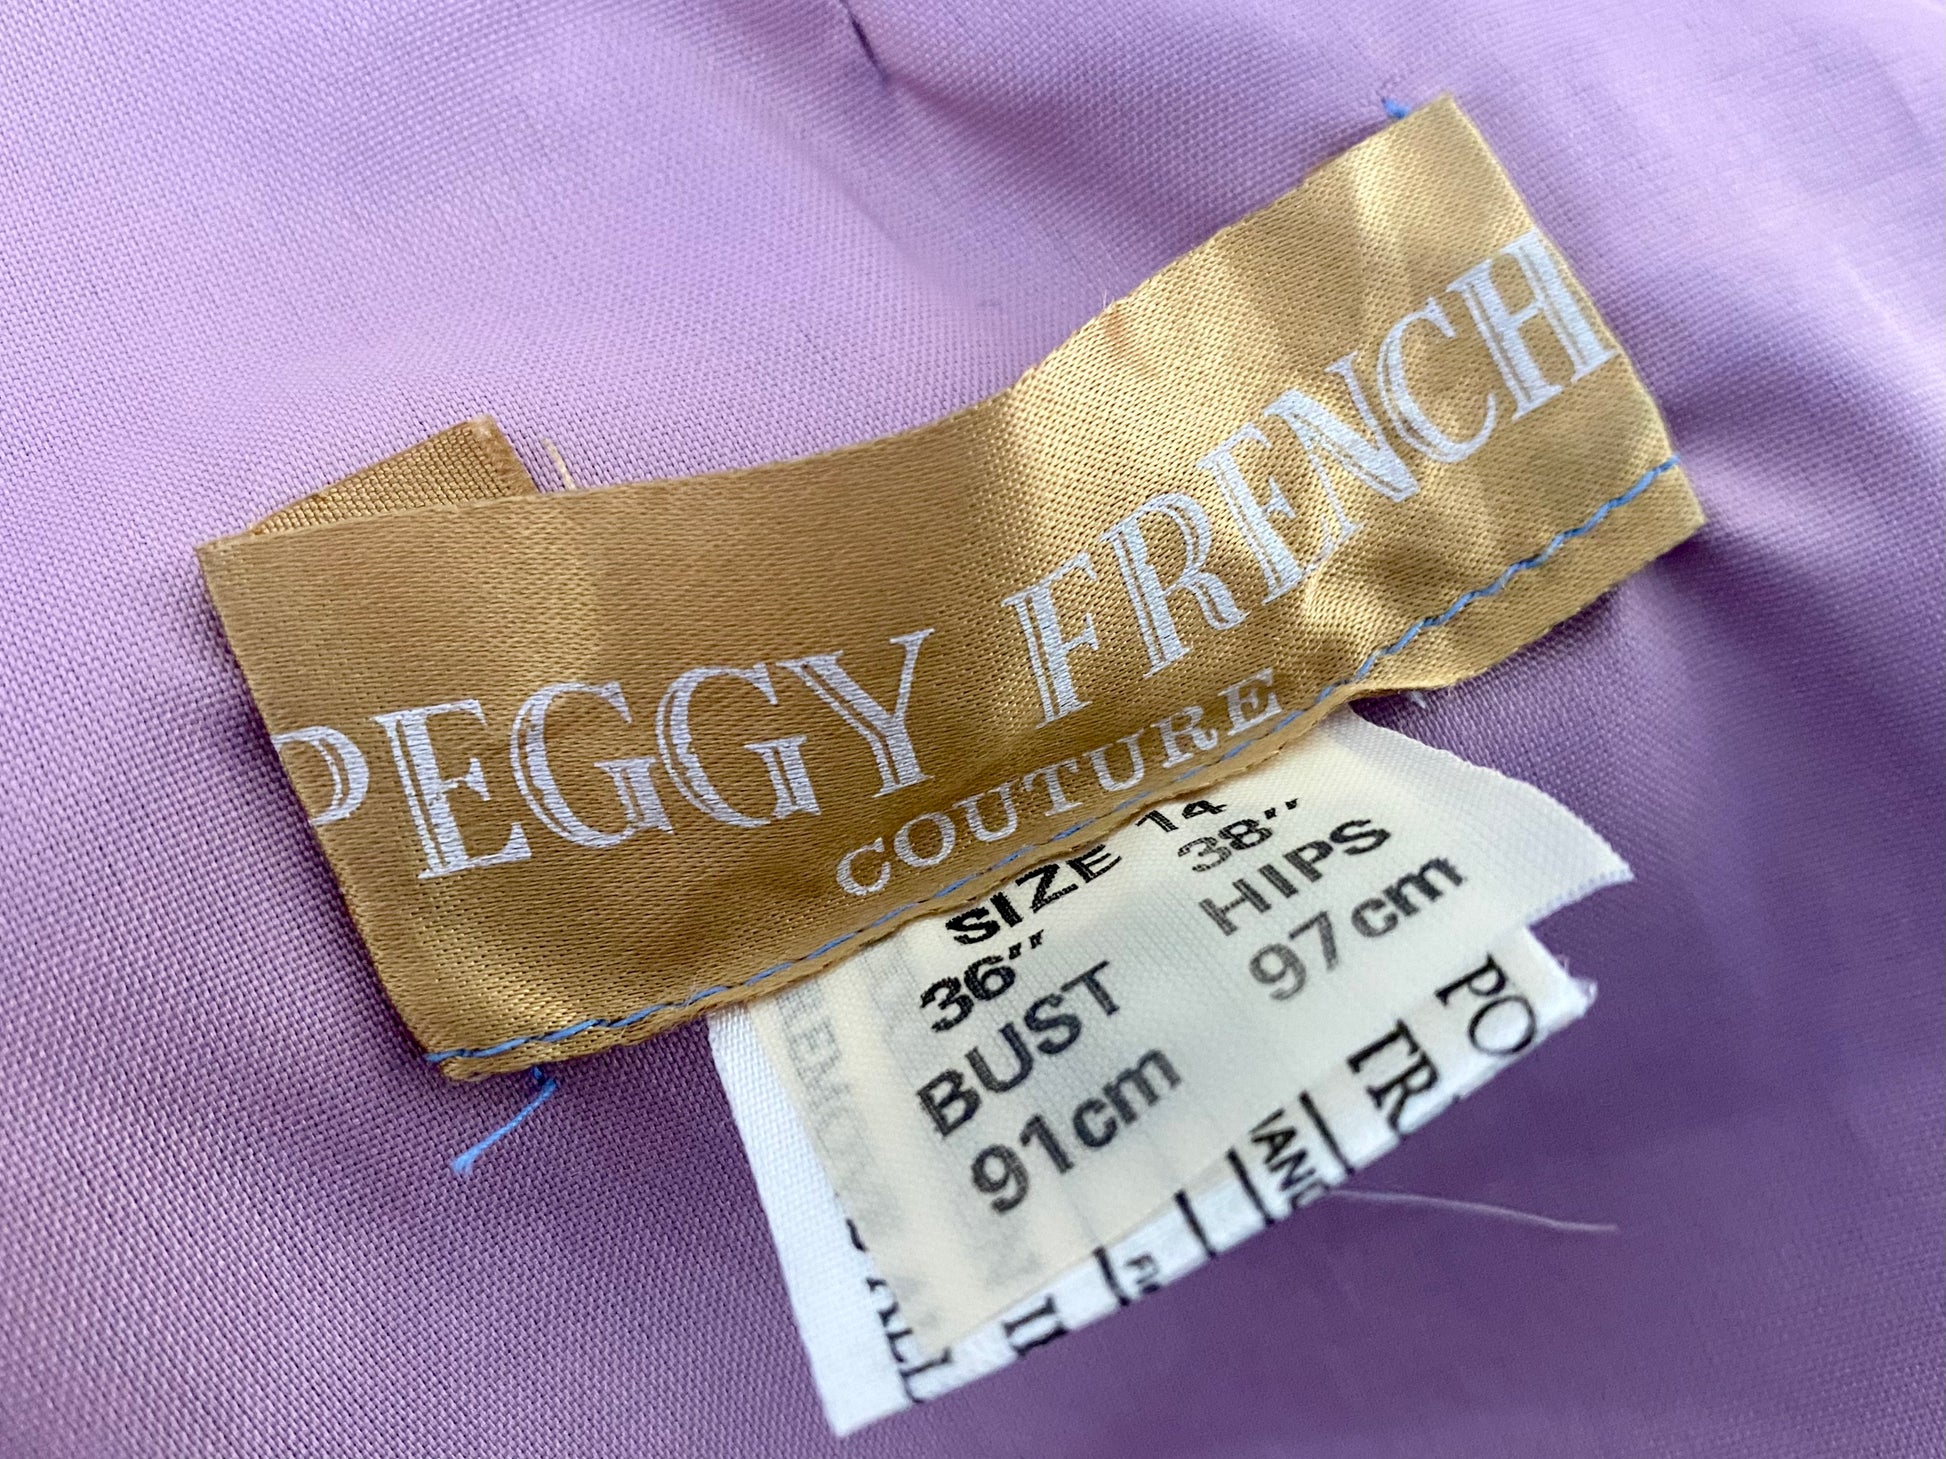 PEGGY FRENCH
COUTURE
SIZE 14
36" 38"
BUST HIPS
91cm 97cm